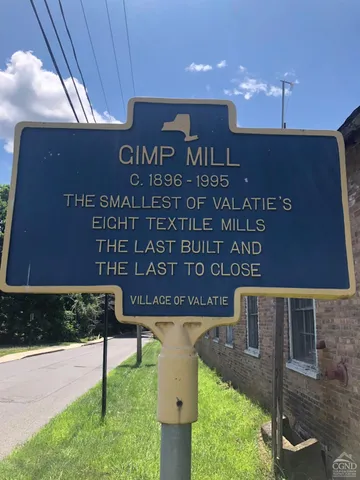 GIMP MILL
C. 1896 - 1995
THE SMALLEST OF VALATIE'S
EIGHT TEXTILE MILLS
THE LAST BUILT AND
THE LAST TO CLOSE
VILLAGE OF VALATIE
CGND